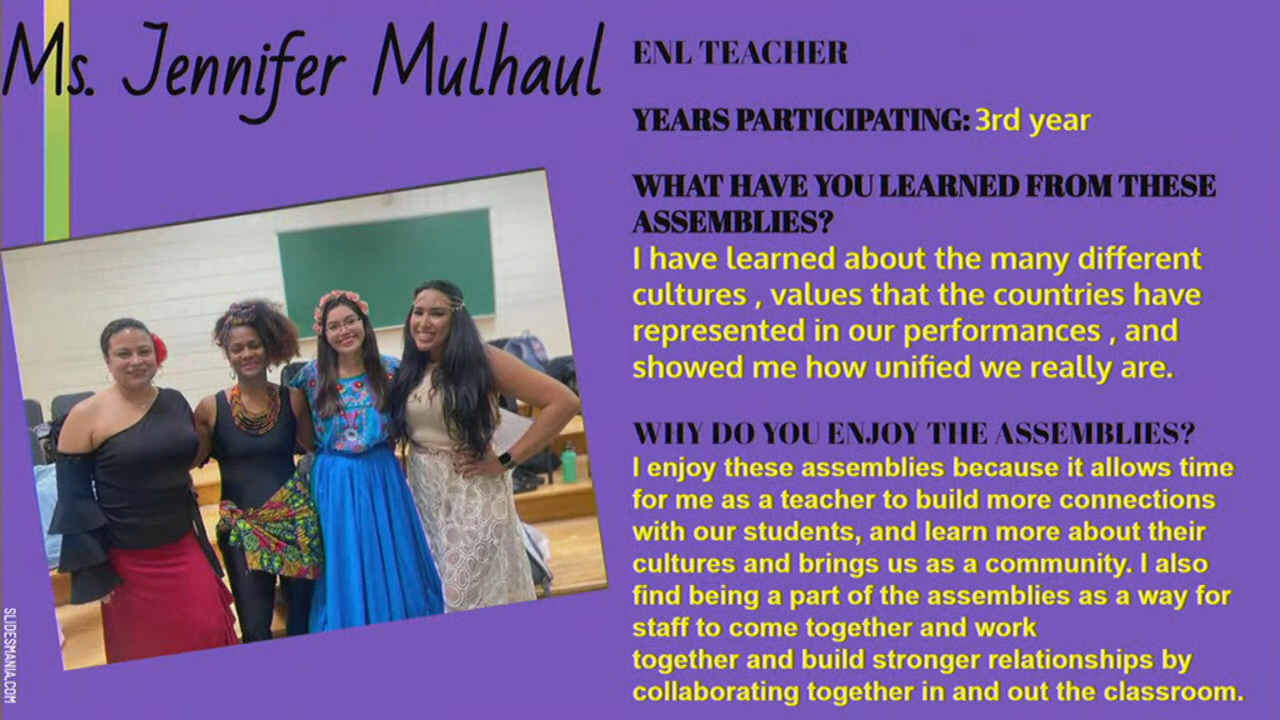 Ms. Jennifer Mulhaul
ENL TEACHER
YEARS PARTICIPATING: 3rd year
WHAT HAVE YOU LEARNED FROM THESE
ASSEMBLIES?
I have learned about the many different
cultures , values that the countries have
represented in our performances , and
showed me how unified we really are.
WHY DO YOU ENJOY THE ASSEMBLIES?
I enjoy these assemblies because it allows time
for me as a teacher to build more connections
with our students, and learn more about their
cultures and brings us as a community. I also
find being a part of the assemblies as a way for
staff to come together and work
together and build stronger relationships by
collaborating together in and out the classroom.
SLIDESMANIA.COM